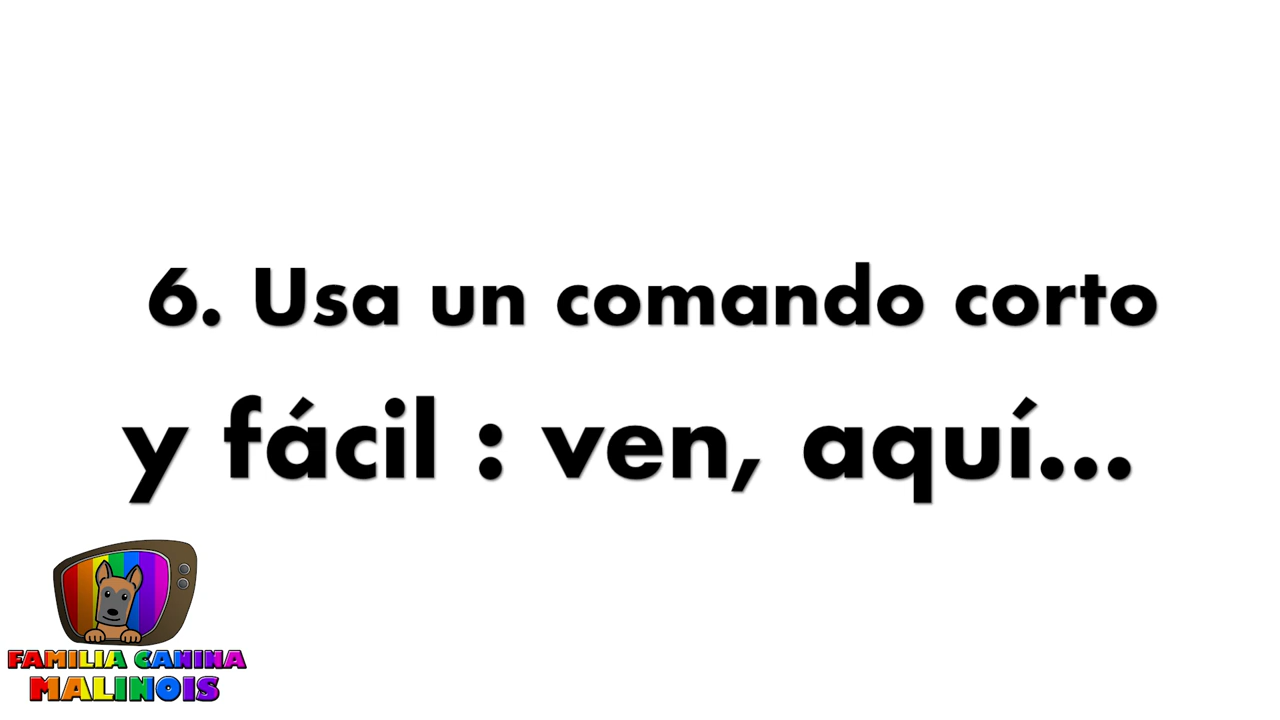 6. Usa un comando corto
y fácil : ven, aquí...
FAMILIA CANINA
MALINOIS